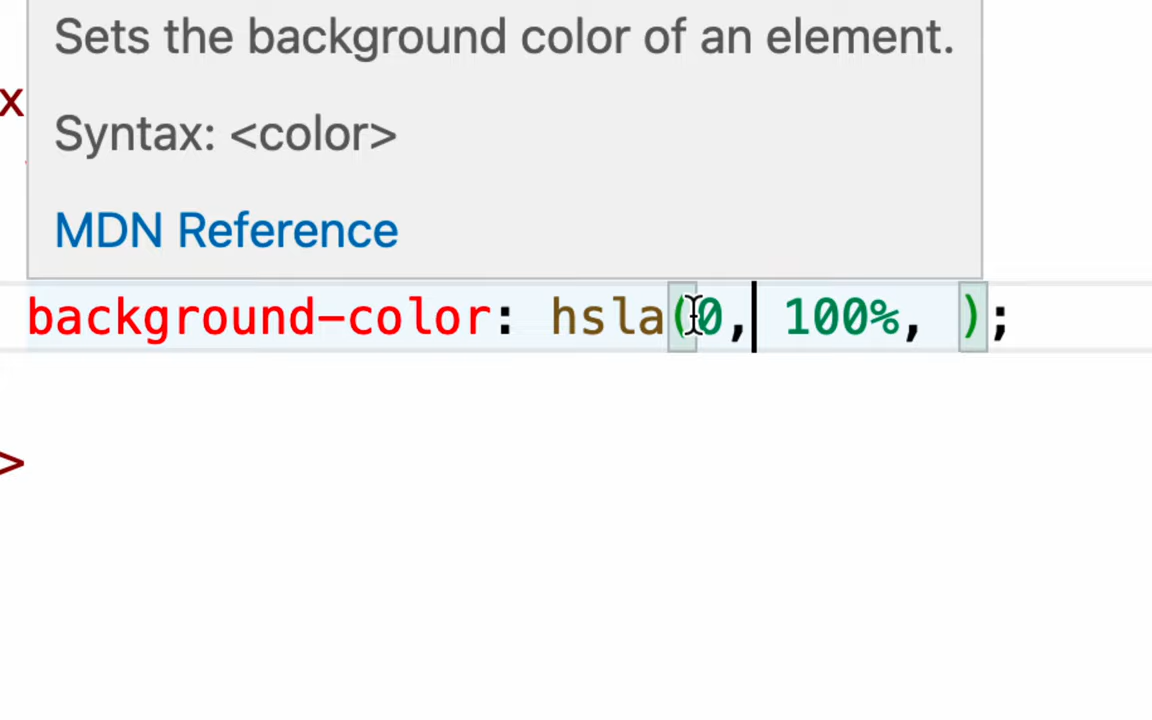 Sets the background color of an element.
x
Syntax: <color>
MDN Reference
background-color: hsla(0, 100%, );
>